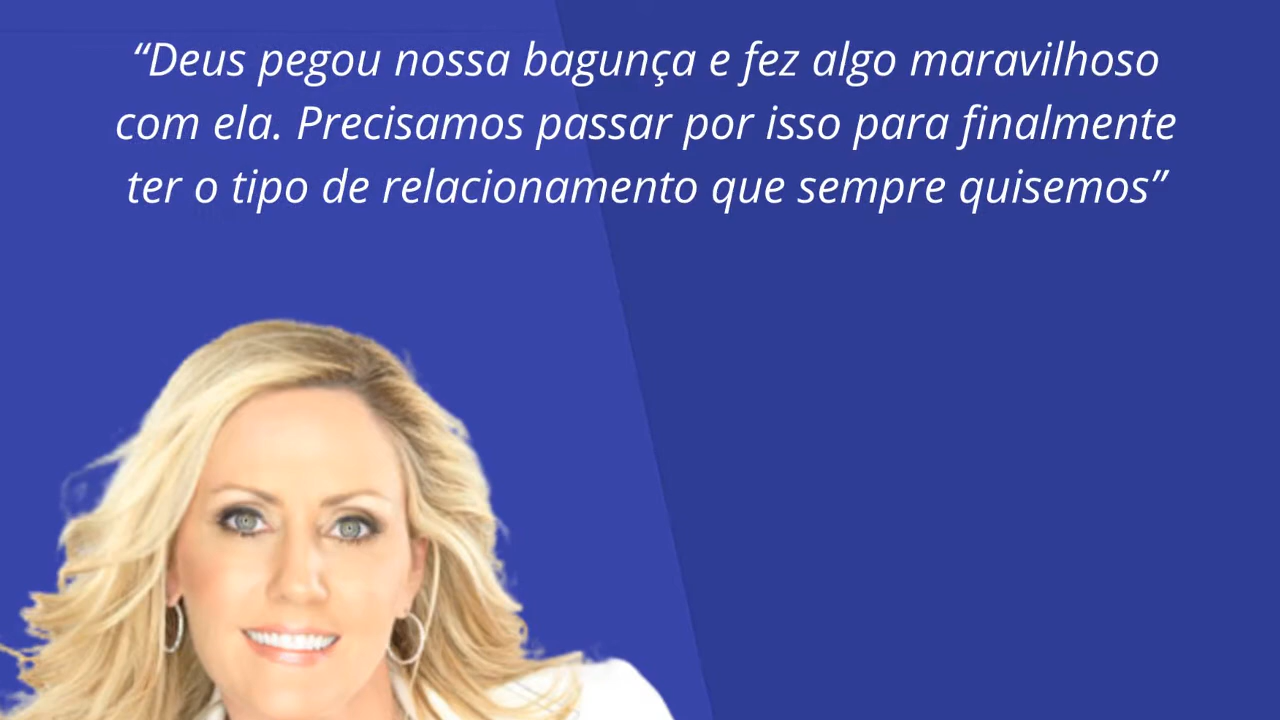 “Deus pegou nossa bagunça e fez algo maravilhoso
com ela. Precisamos passar por isso para finalmente
ter o tipo de relacionamento que sempre quisemos”